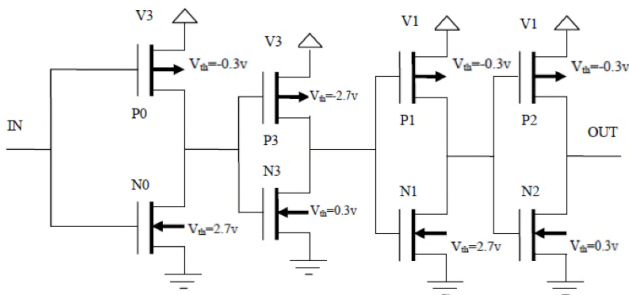 V3
V3
V1
V1
Vth=-0.3v
Vth=-2.7v
Vth=-0.3v
Vth=-0.3v
P0
P3
P1
P2
IN
OUT
N0
N3
N1
N2
Vth=2.7v
Vth=0.3v
Vth=2.7v
Vth=0.3v